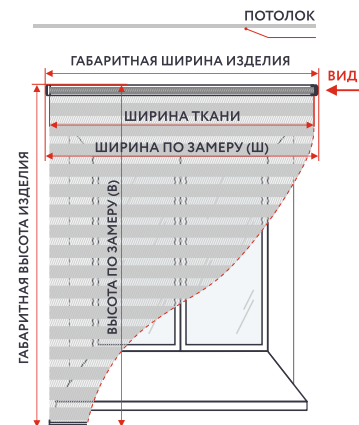 ПОТОЛОК
ГАБАРИТНАЯ ШИРИНА ИЗДЕЛИЯ
ВИД
ШИРИНА ТКАНИ
ШИРИНА ПО ЗАМЕРУ (Ш)
ГАБАРИТНАЯ ВЫСОТА ИЗДЕЛИЯ
ВЫСОТА ПО ЗАМЕРУ (В)